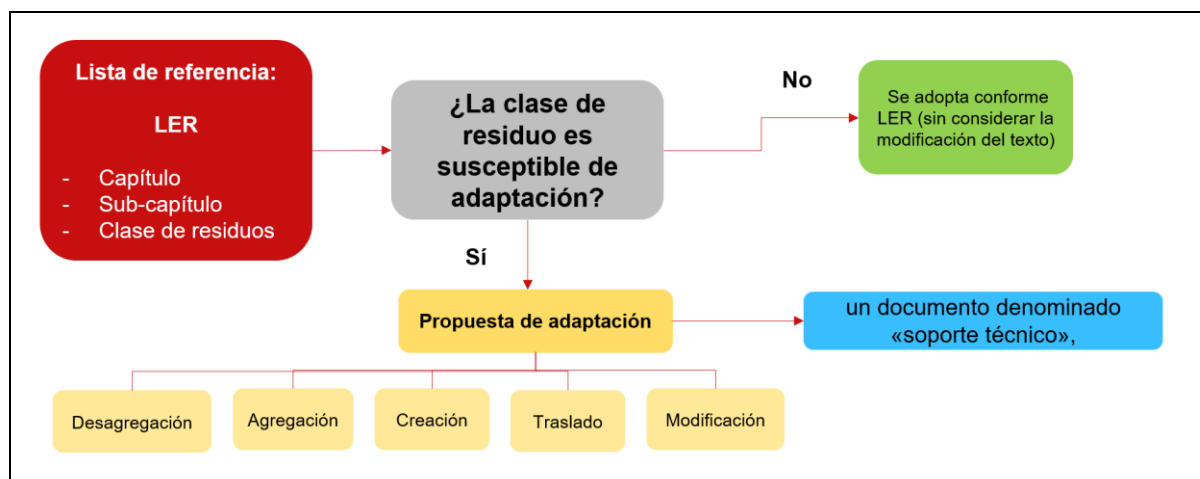 Lista de referencia:
LER
- Capítulo
- Sub-capítulo
- Clase de residuos
¿La clase de
residuo es
susceptible de
adaptación?
No
Se adopta conforme
LER (sin considerar la
modificación del texto)
Sí
Propuesta de adaptación
un documento denominado
«soporte técnico»,
Desagregación
Agregación
Creación
Traslado
Modificación